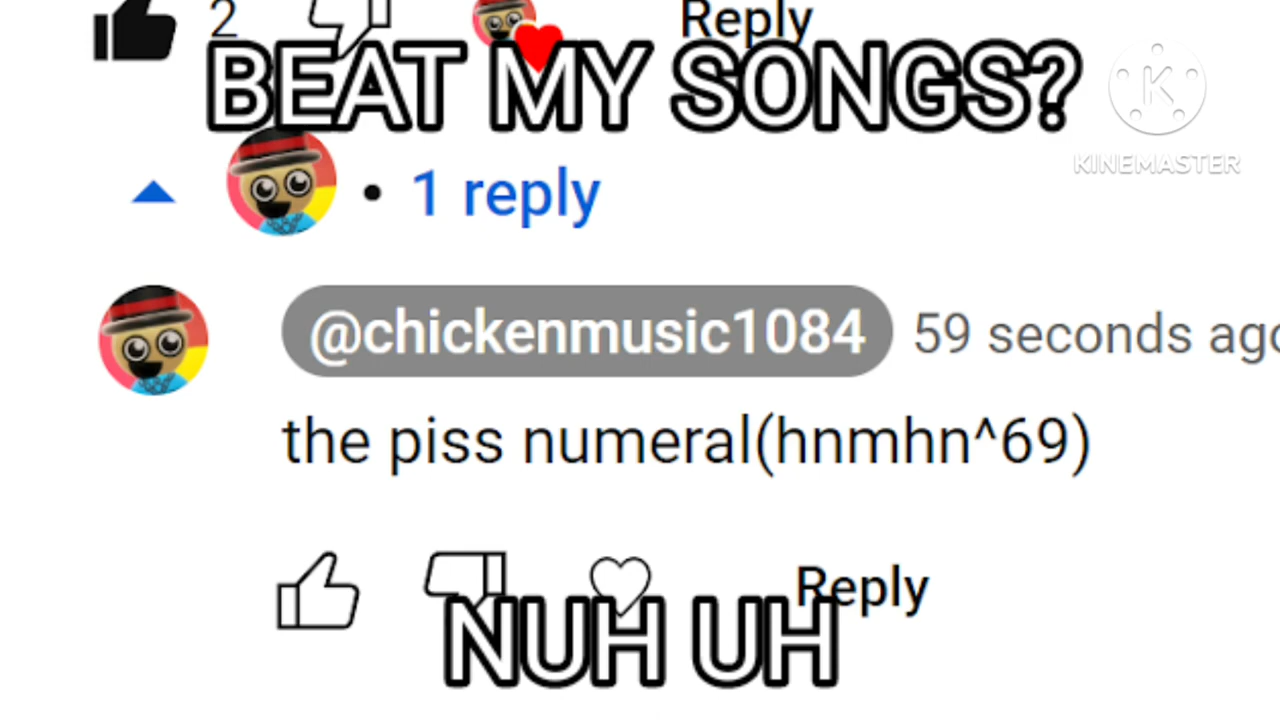 2 Reply
BEAT MY SONGS?
K
KINEMASTER
• 1 reply
@chickenmusic1084 59 seconds ago
the piss numeral(hnmhn^69)
Reply
NUH UH